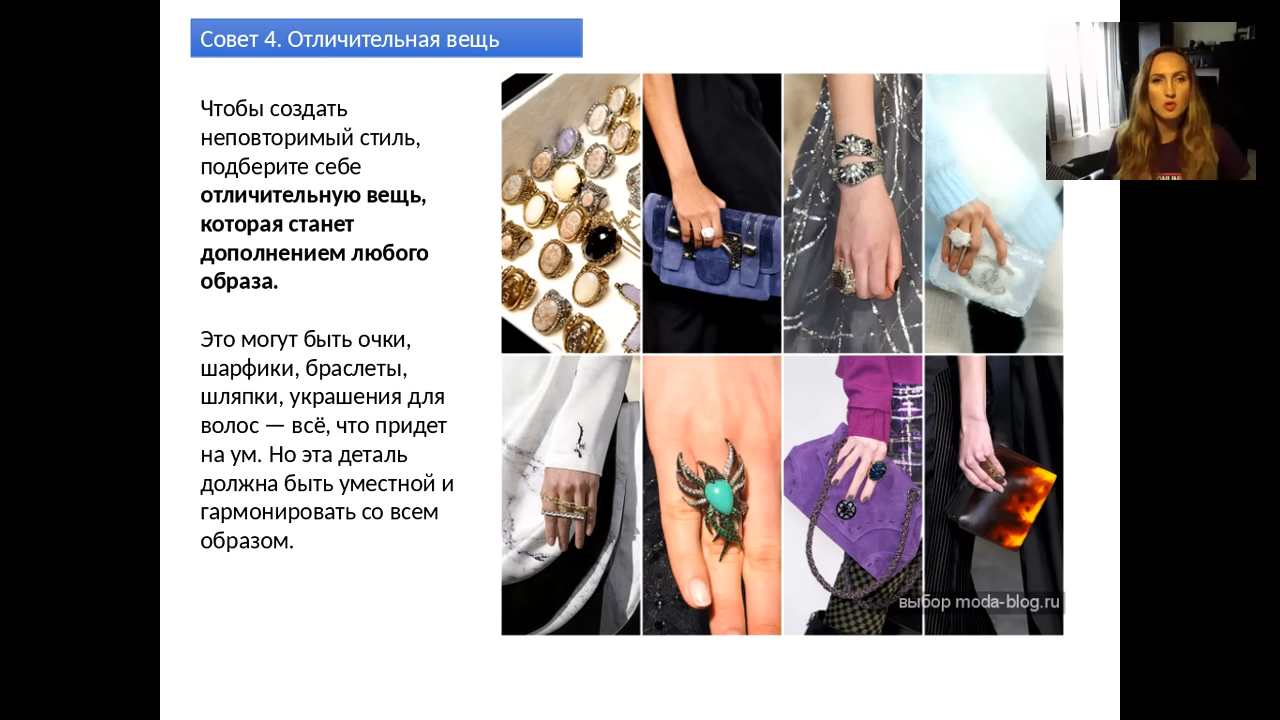 Совет 4. Отличительная вещь
Чтобы создать
неповторимый стиль,
подберите себе
отличительную вещь,
которая станет
дополнением любого
образа.
Это могут быть очки,
шарфики, браслеты,
шляпки, украшения для
волос — всё, что придет
на ум. Но эта деталь
должна быть уместной и
гармонировать со всем
образом.
выбор moda-blog.ru